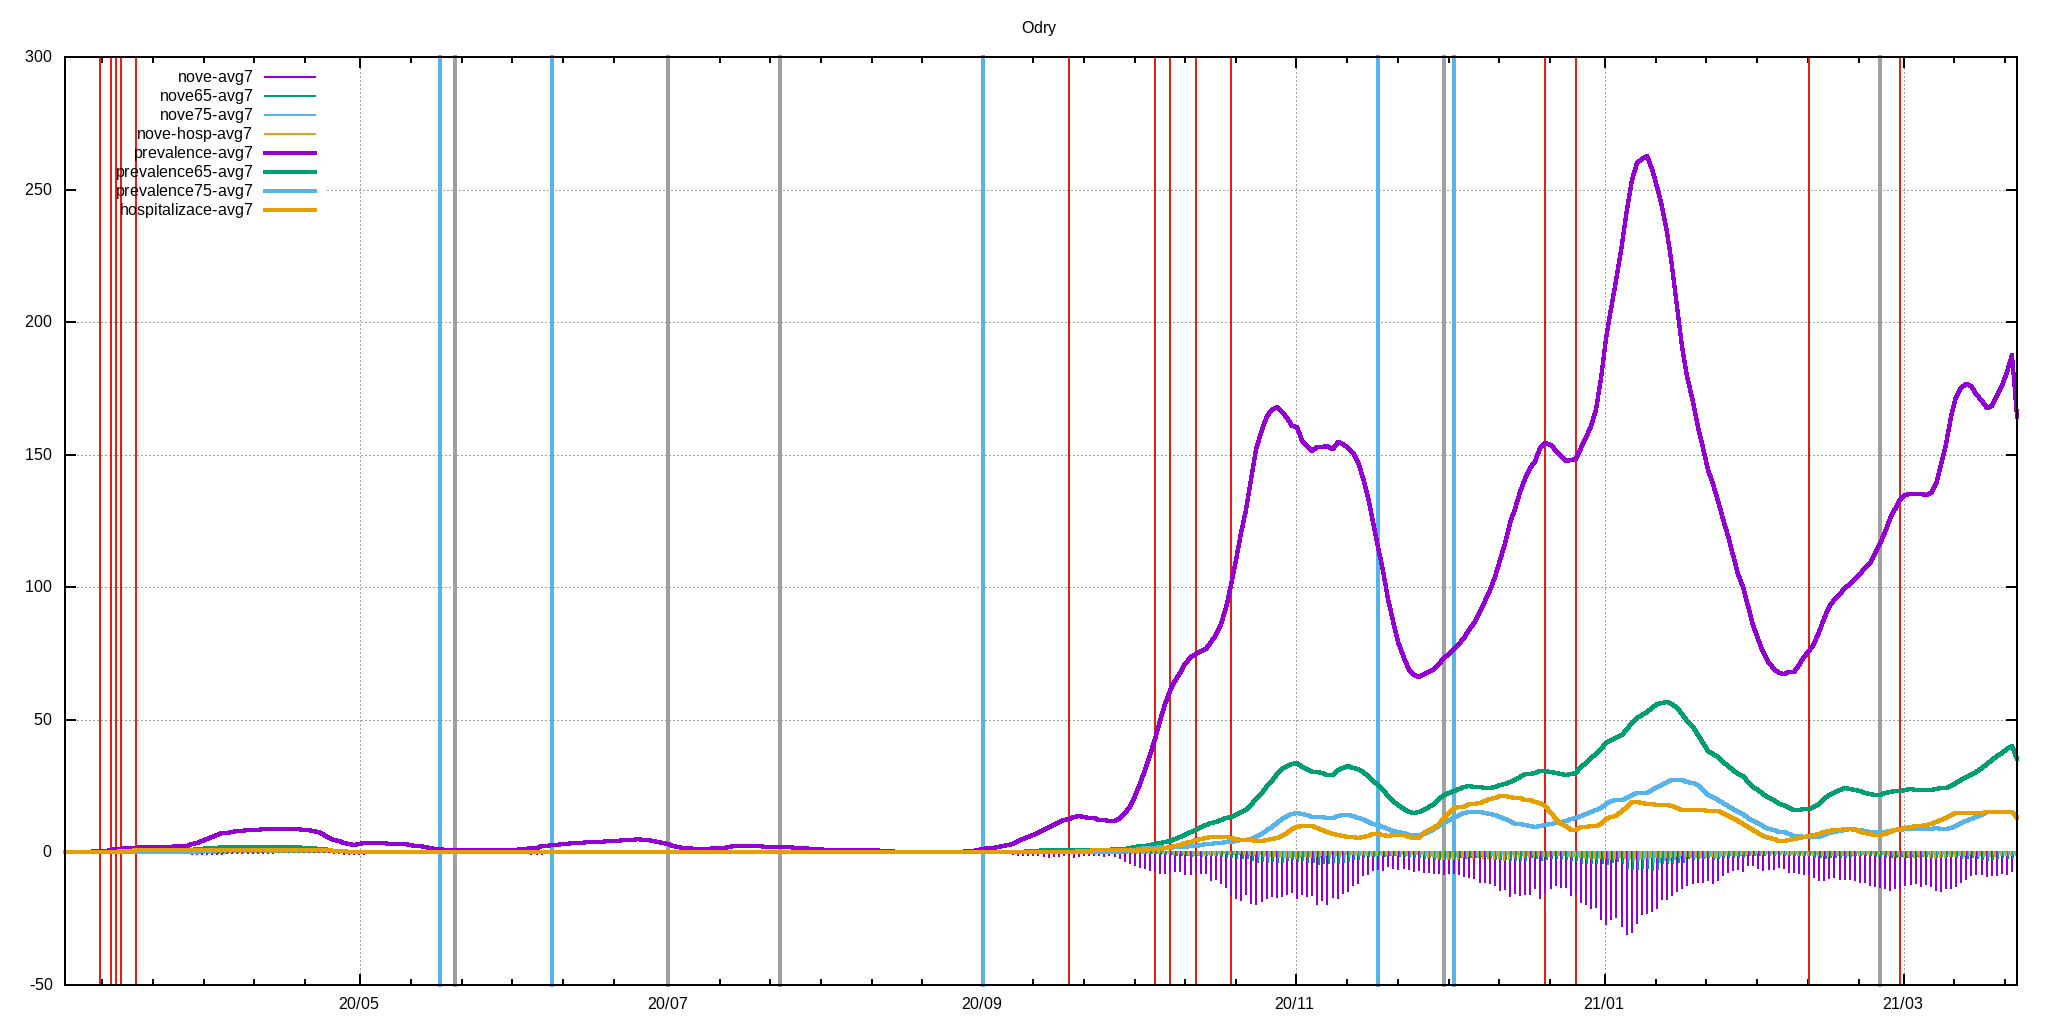 Odry
300
250
200
150
100
50
0
-50
nove-avg7
nove65-avg7
nove75-avg7
nove-hosp-avg7
prevalence-avg7
prevalence65-avg7
prevalence75-avg7
hospitalizace-avg7
20/05
20/07
20/09
20/11
21/01
21/03